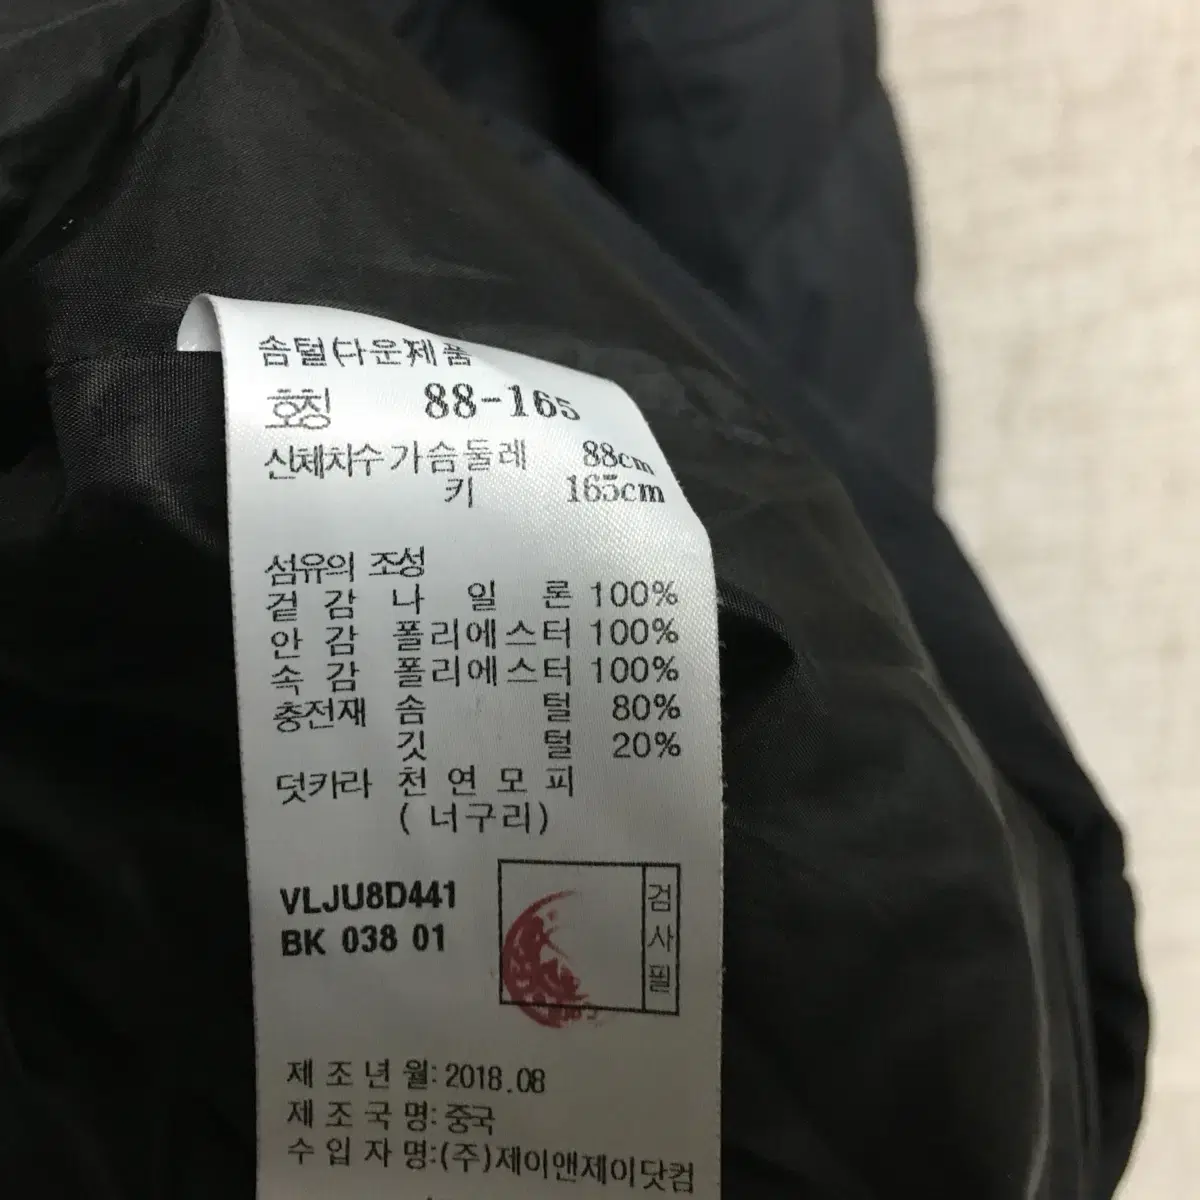 솜털(다운)제품
호칭 88-165
신체치수 가슴둘레 88cm
키 165cm
섬유의 조성
겉 감 나 일 론 100%
안 감 폴리에스터 100%
속 감 폴리에스터 100%
충전재 솜 털 80%
깃 털 20%
덧카라 천 연 모 피
( 너구리)
VLJU8D441
BK 038 01
검
사
필
제 조 년 월: 2018.08
제 조 국 명: 중국
수 입 자 명:(주)제이앤제이닷컴